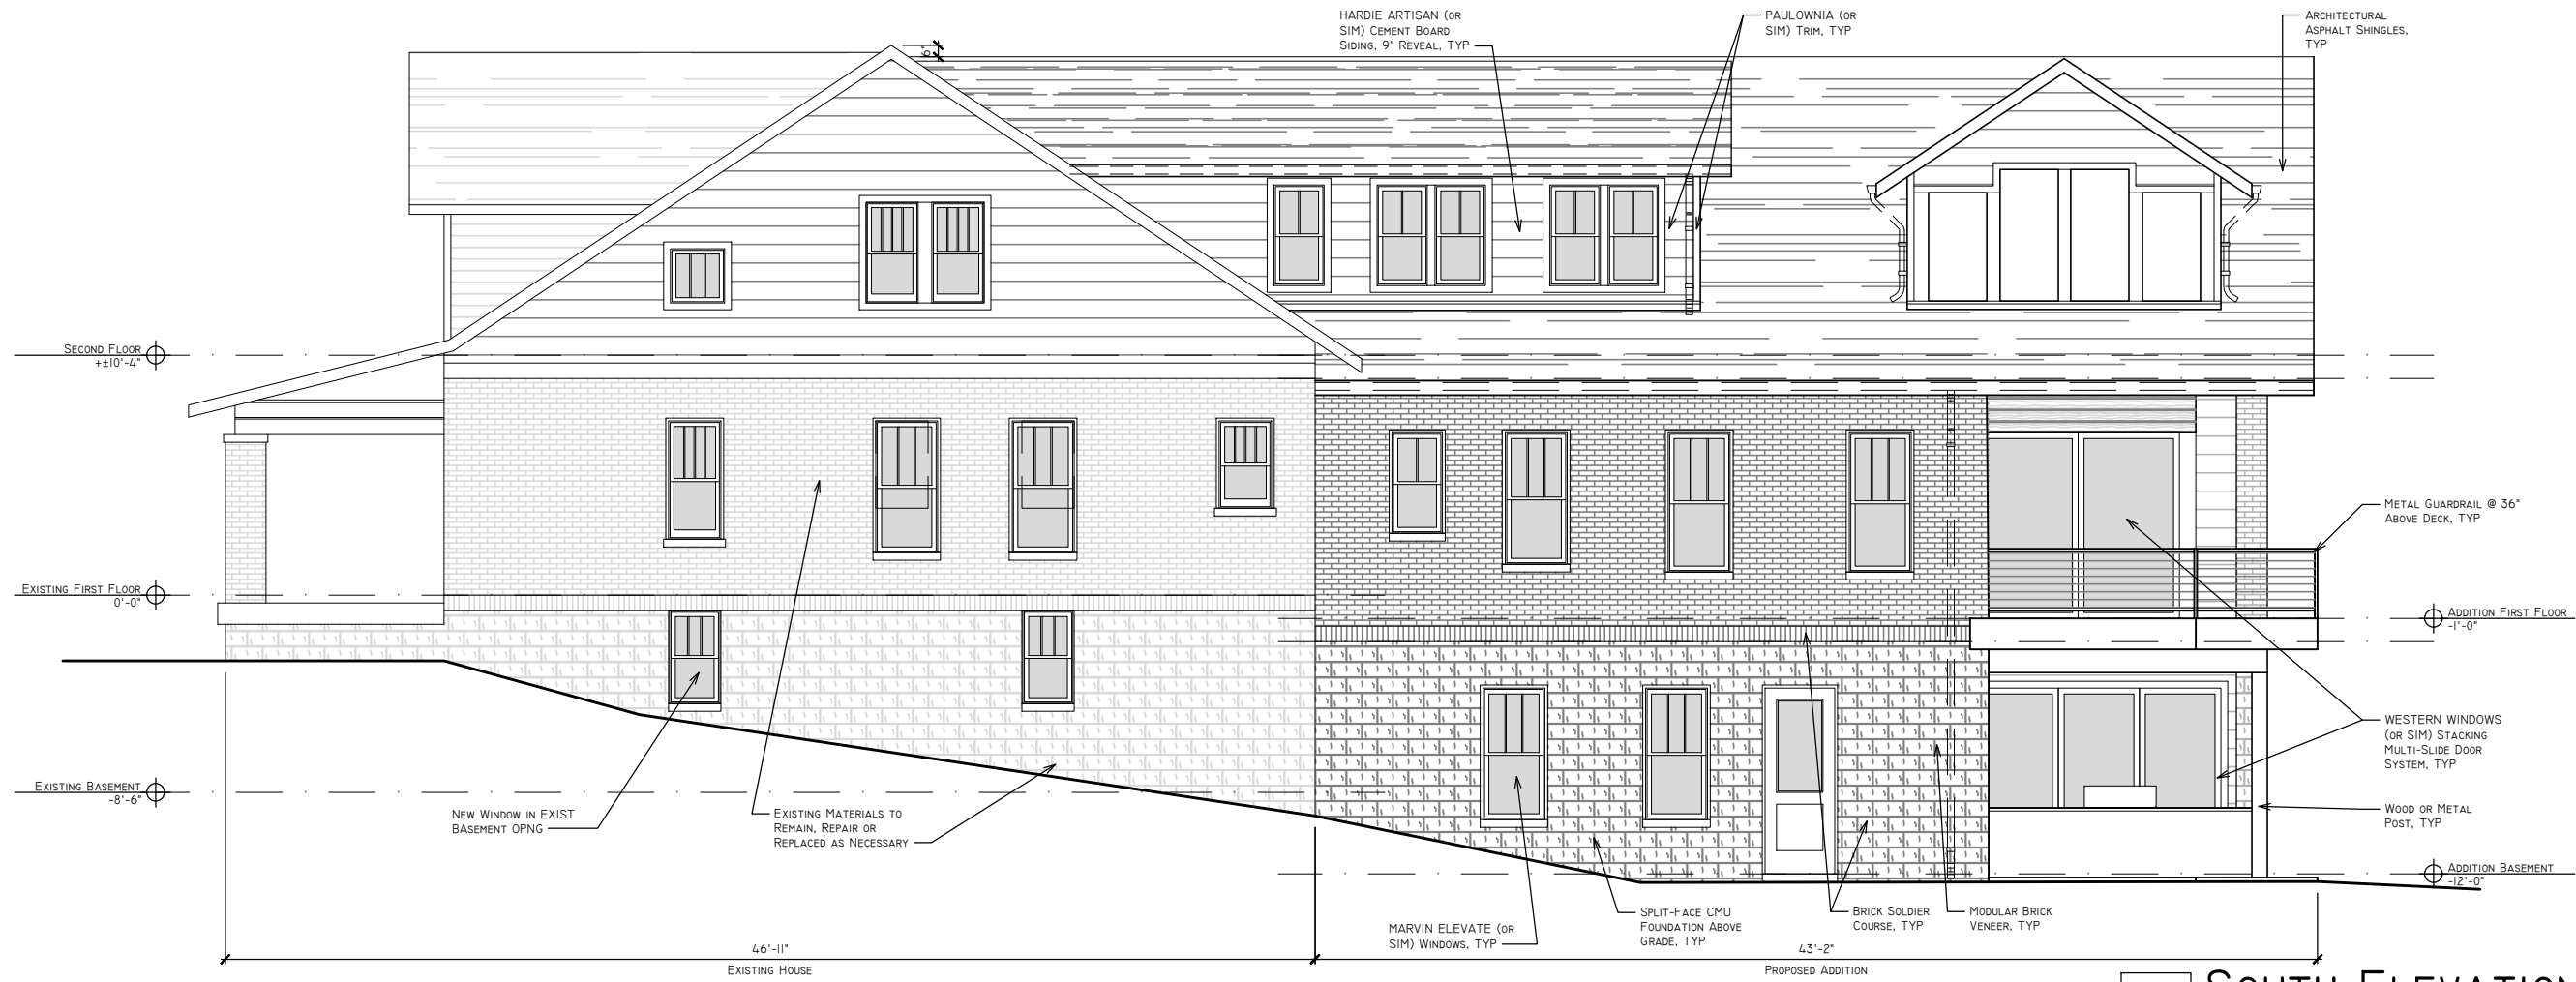 HARDIE ARTISAN (OR
SIM) CEMENT BOARD
SIDING, 9" REVEAL, TYP
PAULOWNIA (OR
SIM) TRIM, TYP
ARCHITECTURAL
ASPHALT SHINGLES,
TYP
6"
SECOND FLOOR
+±10'-4"
EXISTING FIRST FLOOR
0'-0"
EXISTING BASEMENT
-8'-6"
METAL GUARDRAIL @ 36"
ABOVE DECK, TYP
ADDITION FIRST FLOOR
-1'-0"
WESTERN WINDOWS
(OR SIM) STACKING
MULTI-SLIDE DOOR
SYSTEM, TYP
WOOD OR METAL
POST, TYP
ADDITION BASEMENT
-12'-0"
NEW WINDOW IN EXIST
BASEMENT OPNG
EXISTING MATERIALS TO
REMAIN, REPAIR OR
REPLACED AS NECESSARY
MARVIN ELEVATE (OR
SIM) WINDOWS, TYP
SPLIT-FACE CMU
FOUNDATION ABOVE
GRADE, TYP
BRICK SOLDIER
COURSE, TYP
MODULAR BRICK
VENEER, TYP
46'-11"
EXISTING HOUSE
43'-2"
PROPOSED ADDITION
SOUTH ELEVATION